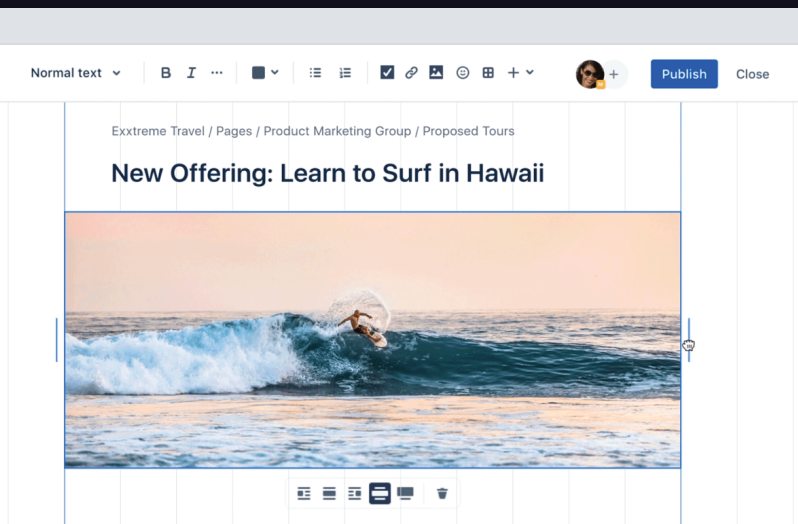 Normal text B I Publish Close
Exxtreme Travel / Pages / Product Marketing Group / Proposed Tours
New Offering: Learn to Surf in Hawaii